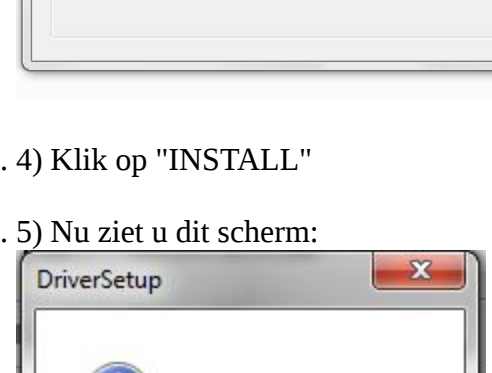 . 4) Klik op "INSTALL"
. 5) Nu ziet u dit scherm:
DriverSetup